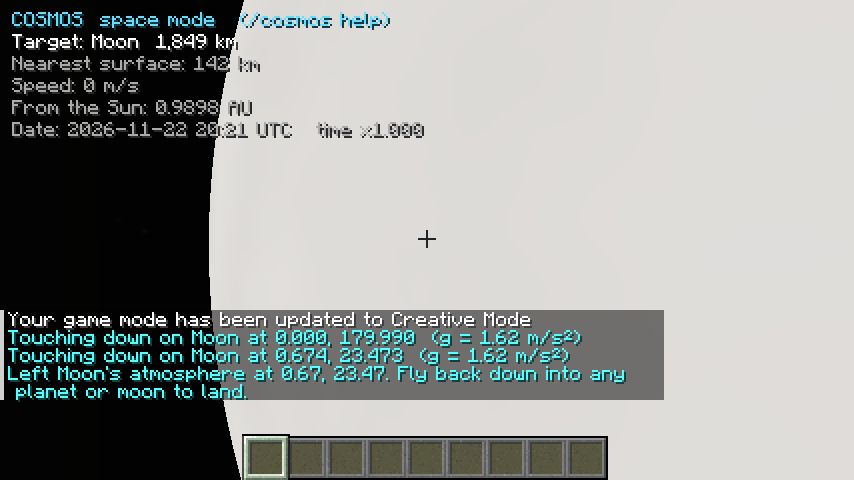 COSMOS space mode (/cosmos help)
Target: Moon 1,849 km
Nearest surface: 142 km
Speed: 0 m/s
From the Sun: 0.9898 AU
Date: 2026-11-22 20:21 UTC time x1.000
Your game mode has been updated to Creative Mode
Touching down on Moon at 0.000, 179.990 (g = 1.62 m/s²)
Touching down on Moon at 0.674, 23.473 (g = 1.62 m/s²)
Left Moon's atmosphere at 0.67, 23.47. Fly back down into any
planet or moon to land.